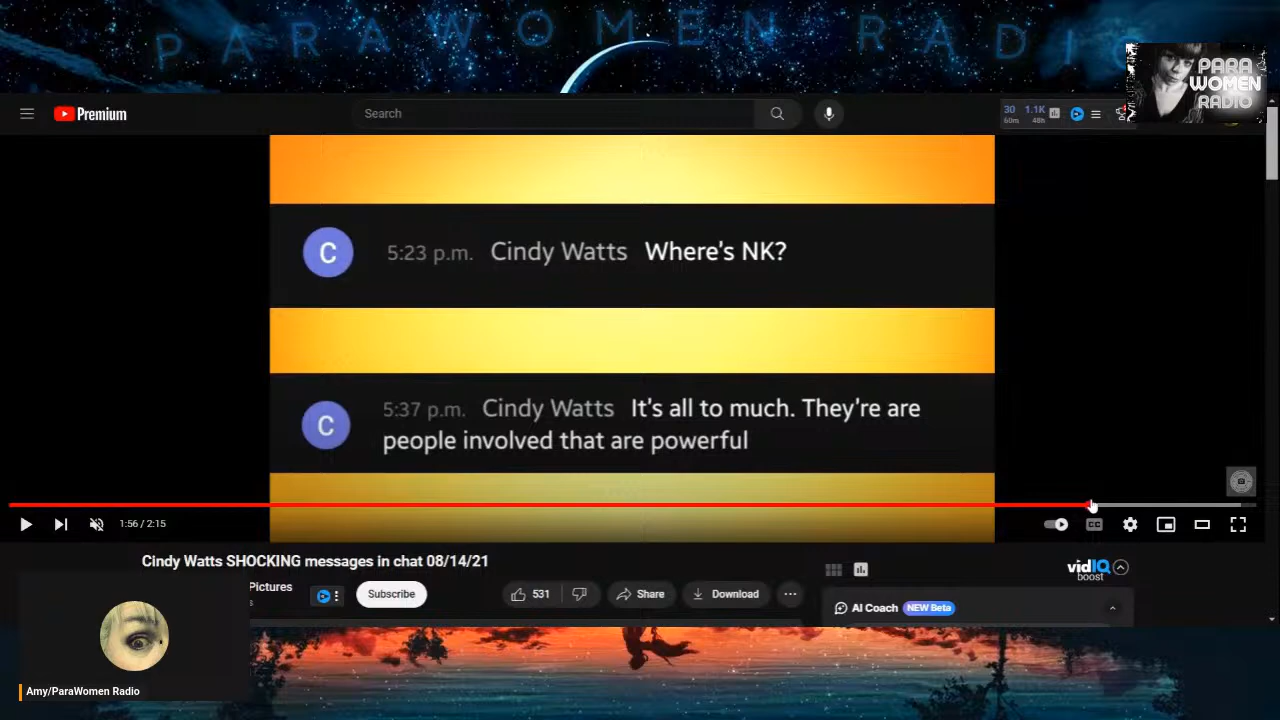 PARAWOMEN RADIO
PARA
WOMEN
RADIO
Premium
Search
30
60m
1.1K
48h
C
5:23 p.m. Cindy Watts Where's NK?
C
5:37 p.m. Cindy Watts It's all to much. They're are
people involved that are powerful
1:56 / 2:15
CC
Cindy Watts SHOCKING messages in chat 08/14/21
Pictures
s
Subscribe
531
Share
Download
vidIQ
boost
AI Coach NEW Beta
Amy/ParaWomen Radio